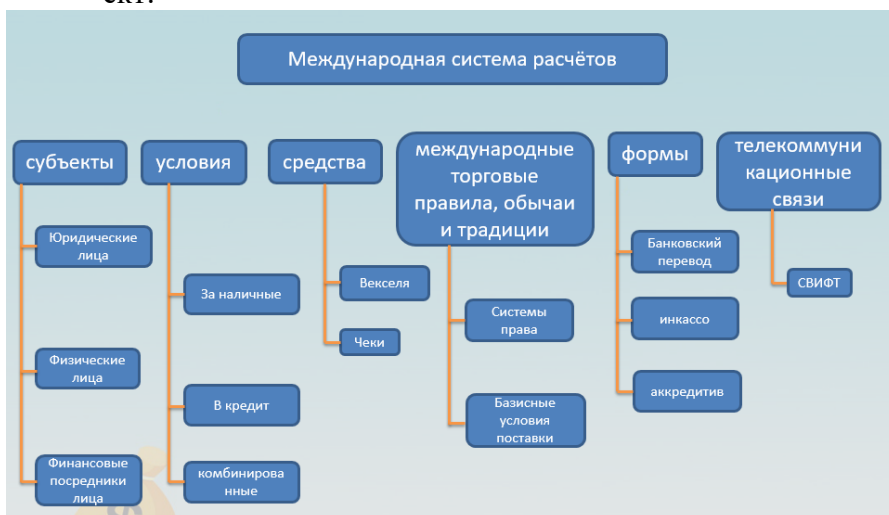 ект.
Международная система расчётов
субъекты
условия
средства
международные
торговые
правила, обычаи
и традиции
формы
телекоммуни
кационные
связи
Юридические
лица
Физические
лица
Финансовые
посредники
лица
За наличные
В кредит
комбинирова
нные
Векселя
Чеки
Системы
права
Базисные
условия
поставки
Банковский
перевод
инкассо
аккредитив
СВИФТ